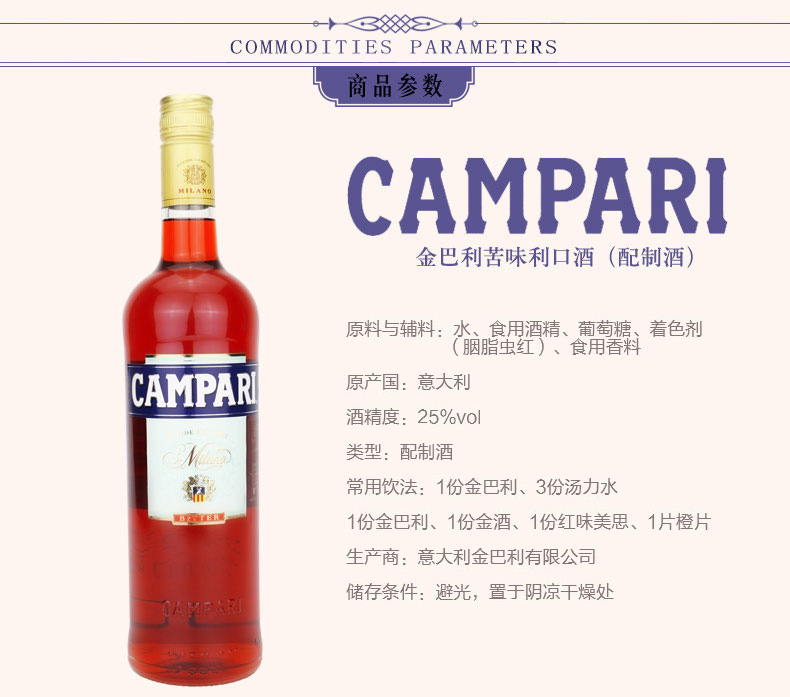 COMMODITIES PARAMETERS
商品参数
CAMPARI
金巴利苦味利口酒（配制酒）
原料与辅料：水、食用酒精、葡萄糖、着色剂
（胭脂虫红）、食用香料
原产国：意大利
酒精度：25%vol
类型：配制酒
常用饮法：1份金巴利、3份汤力水
1份金巴利、1份金酒、1份红味美思、1片橙片
生产商：意大利金巴利有限公司
储存条件：避光，置于阴凉干燥处
MILANO
CAMPARI
Milano
BITTER
CAMPARI